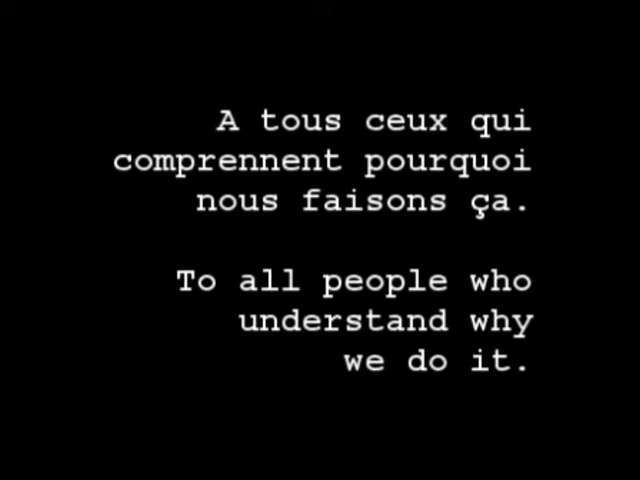 A tous ceux qui
comprennent pourquoi
nous faisons ça.
To all people who
understand why
we do it.